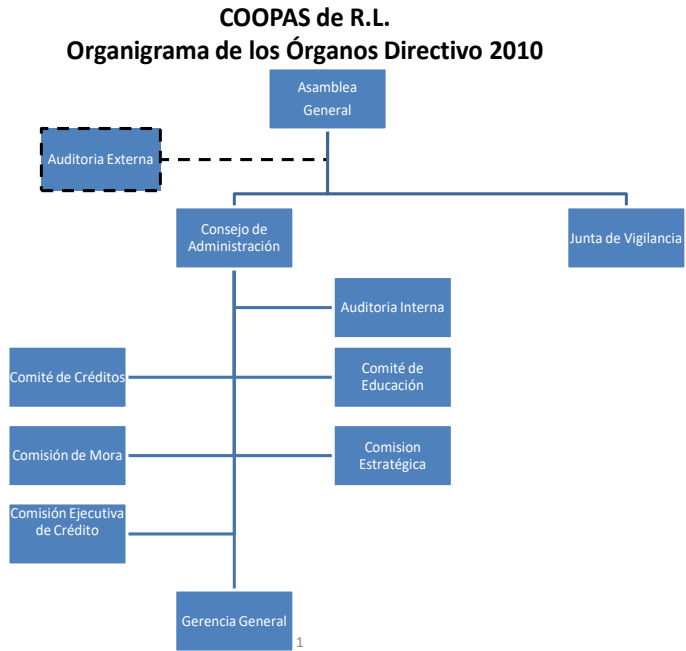 COOPAS de R.L.
Organigrama de los Órganos Directivo 2010
Asamblea
General
Auditoria Externa
Consejo de
Administración
Junta de Vigilancia
Auditoria Interna
Comité de Créditos
Comité de
Educación
Comisión de Mora
Comision
Estratégica
Comisión Ejecutiva
de Crédito
Gerencia General
1